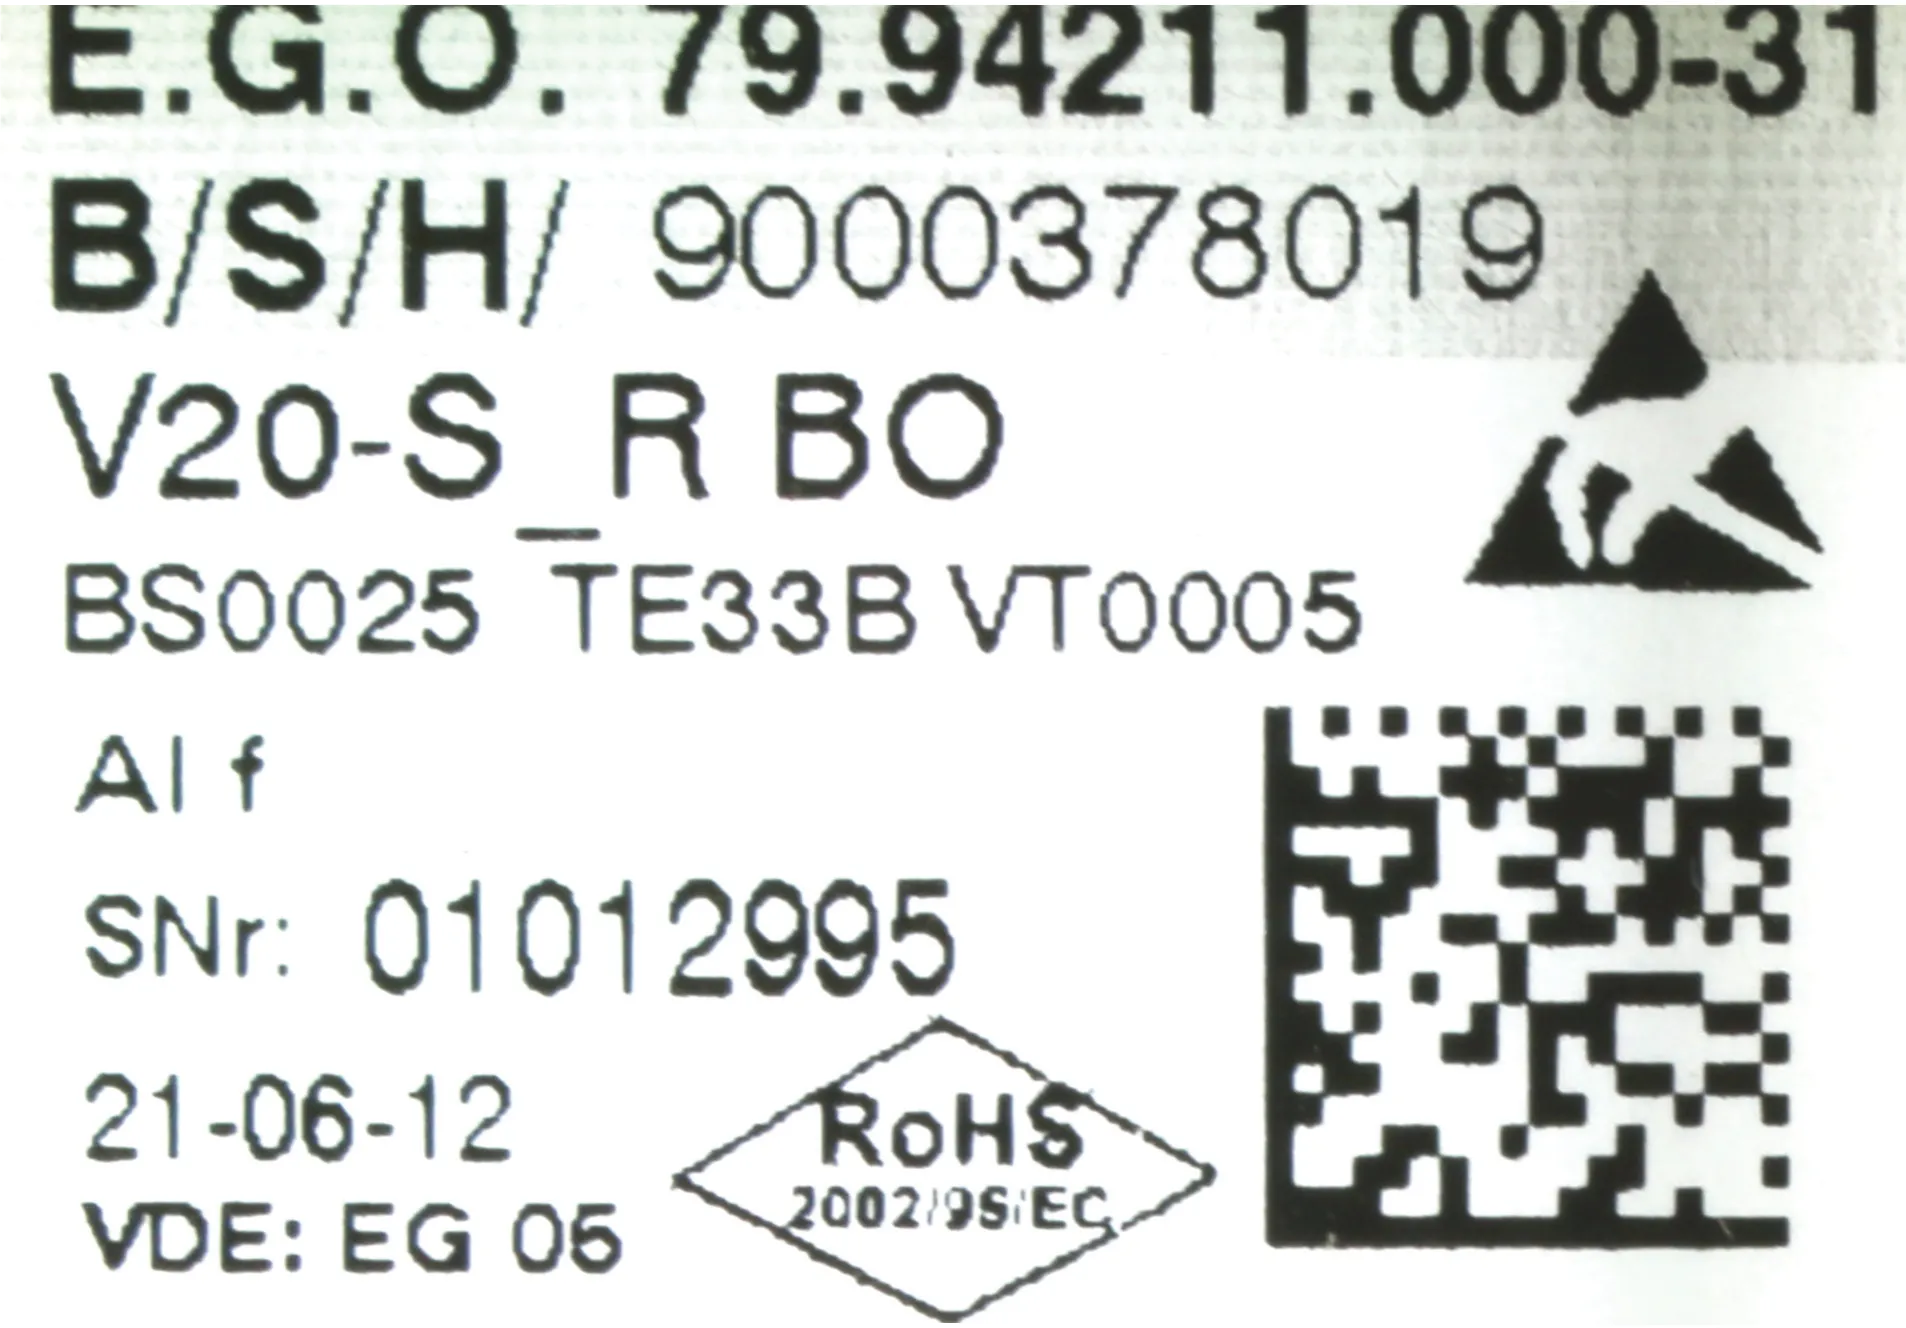 E.G.O. 79.94211.000-31
B/S/H/ 9000378019
V20-S_R BO
BS0025 TE33B VT0005
AI f
SNr: 01012995
21-06-12
RoHS
2002/95/EC
VDE: EG 05